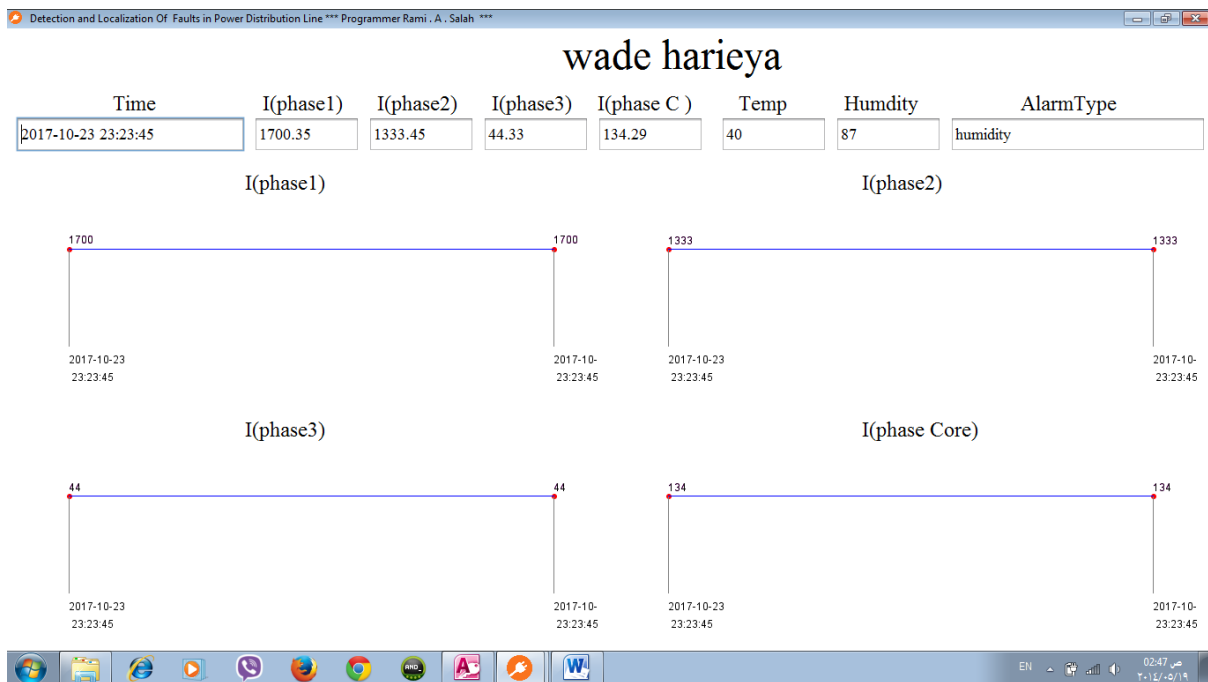 Detection and Localization Of Faults in Power Distribution Line *** Programmer Rami . A . Salah ***
wade harieya
Time I(phase1) I(phase2) I(phase3) I(phase C ) Temp Humdity AlarmType
2017-10-23 23:23:45 1700.35 1333.45 44.33 134.29 40 87 humidity
I(phase1) I(phase2)
1700 1700 1333 1333
2017-10-23 2017-10- 2017-10-23 2017-10-
23:23:45 23:23:45 23:23:45 23:23:45
I(phase3) I(phase Core)
44 44 134 134
2017-10-23 2017-10- 2017-10-23 2017-10-
23:23:45 23:23:45 23:23:45 23:23:45
EN 02:47 ص
٢٠١٤/٠٥/١٩